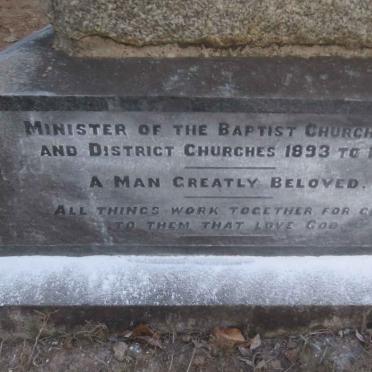 MINISTER OF THE BAPTIST CHURCH
AND DISTRICT CHURCHES 1893 TO
A MAN GREATLY BELOVED.
ALL THINGS WORK TOGETHER FOR
TO THEM THAT LOVE GOD